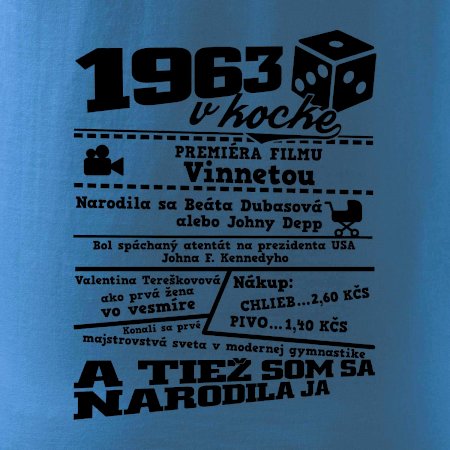 1963
v kocke
PREMIÉRA FILMU
Vinnetou
Narodila sa Beáta Dubasová
alebo Johny Depp
Bol spáchaný atentát na prezidenta USA
Johna F. Kennedyho
Valentina Tereškovová
ako prvá žena
vo vesmíre
Nákup:
CHLIEB...2,60 KČS
PIVO...1,40 KČS
Konali sa prvé
majstrovstvá sveta v modernej gymnastike
A TIEŽ SOM SA
NARODILA JA